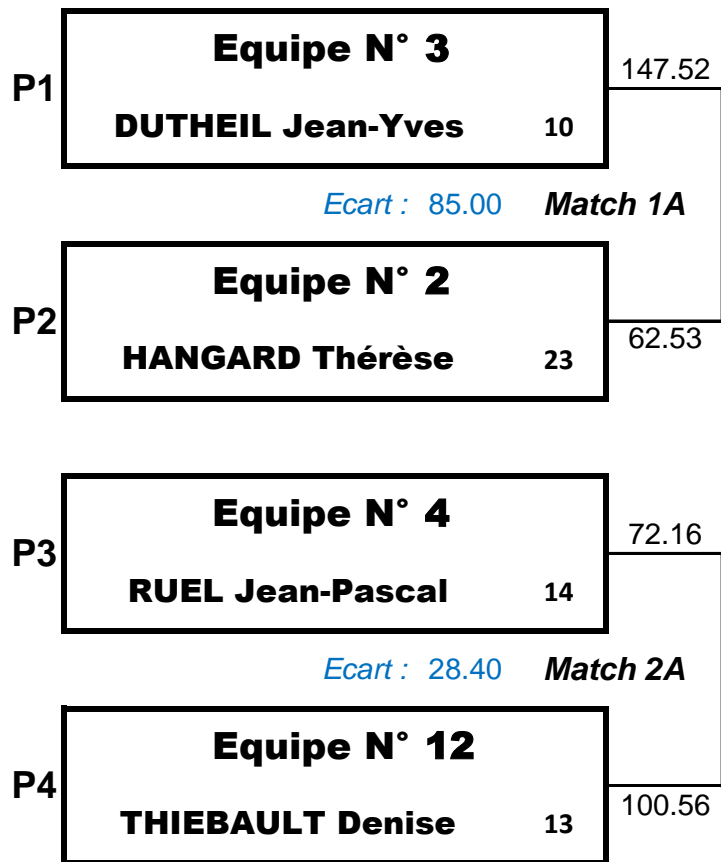 Equipe N° 3
P1
147.52
DUTHEIL Jean-Yves 10
Ecart : 85.00 Match 1A
Equipe N° 2
P2
62.53
HANGARD Thérèse 23
Equipe N° 4
P3
72.16
RUEL Jean-Pascal 14
Ecart : 28.40 Match 2A
Equipe N° 12
P4
100.56
THIEBAULT Denise 13